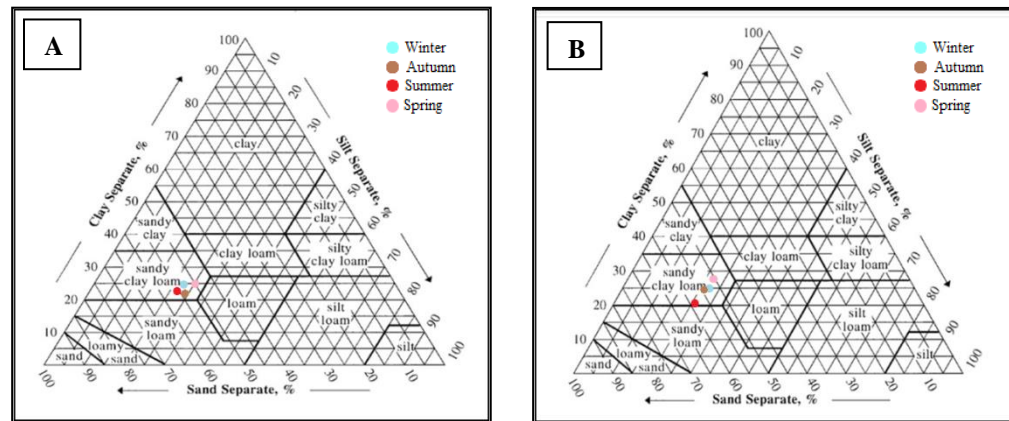 A
Winter
Autumn
Summer
Spring
100
90
80
70
60
50
40
30
20
10
10
20
30
40
50
60
70
80
90
100
Clay Separate, %
Silt Separate, %
clay
silty
clay
sandy
clay
clay loam
silty
clay loam
sandy
clay loam
loam
silt
loam
sandy
loam
silt
loamy
sand
sand
100
90
80
70
60
50
40
30
20
10
Sand Separate, %
B
Winter
Autumn
Summer
Spring
100
90
80
70
60
50
40
30
20
10
10
20
30
40
50
60
70
80
90
100
Clay Separate, %
Silt Separate, %
clay
silty
clay
sandy
clay
clay loam
silty
clay loam
sandy
clay loam
loam
silt
loam
sandy
loam
silt
loamy
sand
sand
100
90
80
70
60
50
40
30
20
10
Sand Separate, %